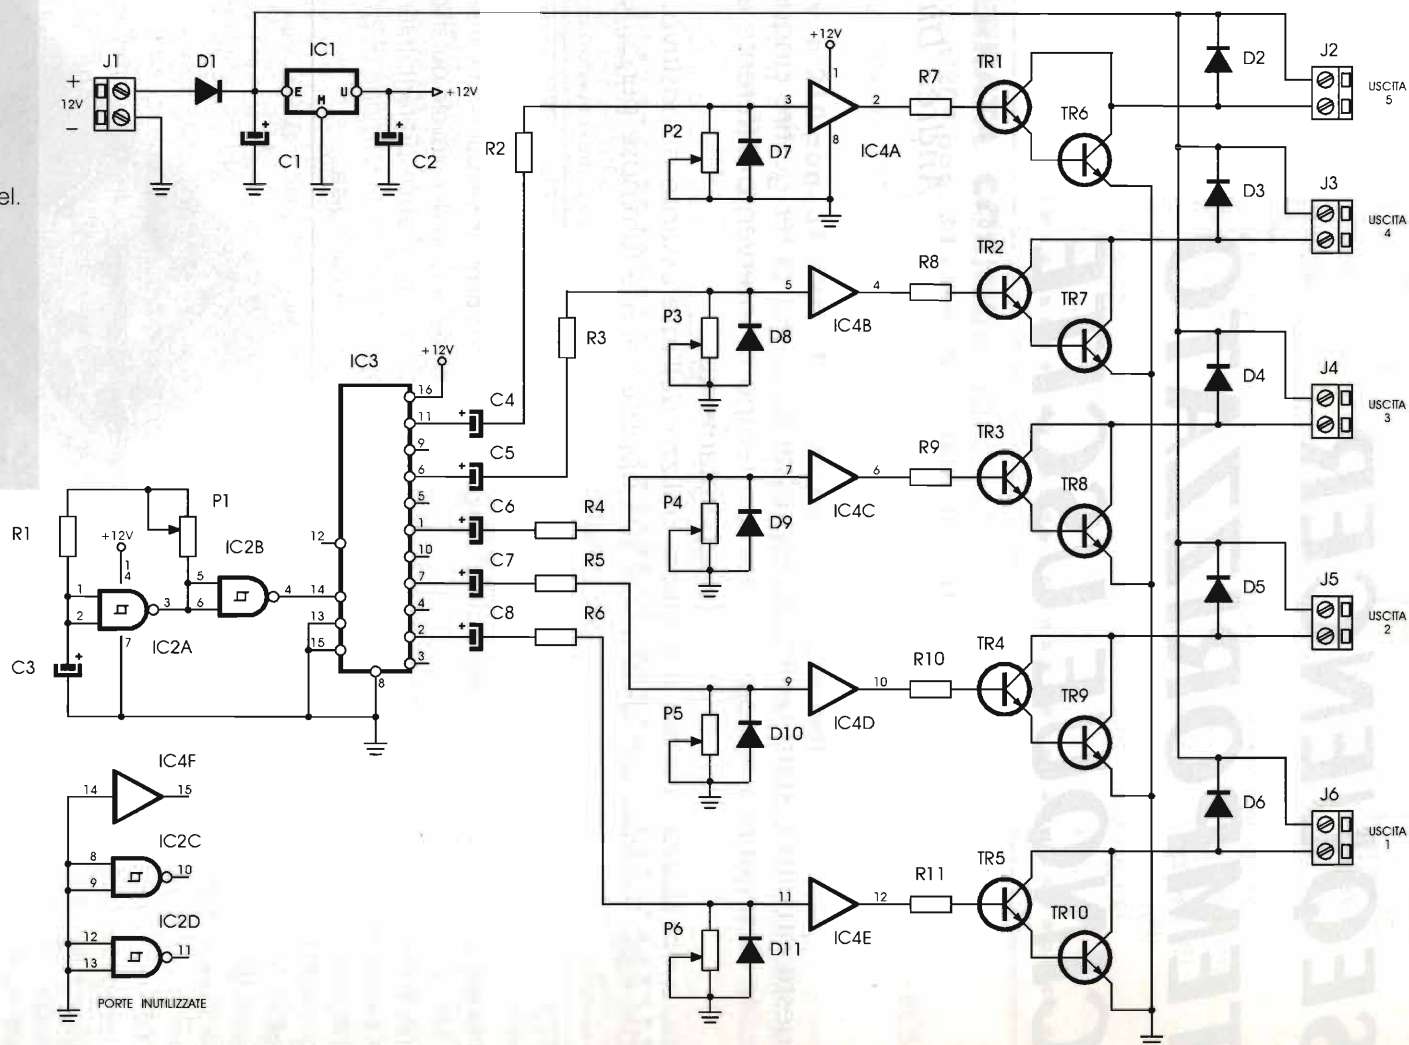 el.
J1
+
12V
−
D1
IC1
E
M
U
+12V
+
C1
+
C2
R2
+12V
P2
D7
3
1
2
8
IC4A
R7
TR1
TR6
D2
J2
USCITA
5
R3
P3
D8
5
4
IC4B
R8
TR2
TR7
D3
J3
USCITA
4
IC3
+12V
16
11
9
6
5
1
10
7
4
2
3
12
14
13
15
8
+
C4
+
C5
+
C6
R4
+
C7
R5
+
C8
R6
P4
D9
7
6
IC4C
R9
TR3
TR8
D4
J4
USCITA
3
R1
P1
+12V
1
4
1
2
3
7
IC2A
IC2B
5
6
4
C3
+
P5
D10
9
10
IC4D
R10
TR4
TR9
D5
J5
USCITA
2
IC4F
14
15
IC2C
8
9
10
IC2D
12
13
11
PORTE INUTILIZZATE
P6
D11
11
12
IC4E
R11
TR5
TR10
D6
J6
USCITA
1